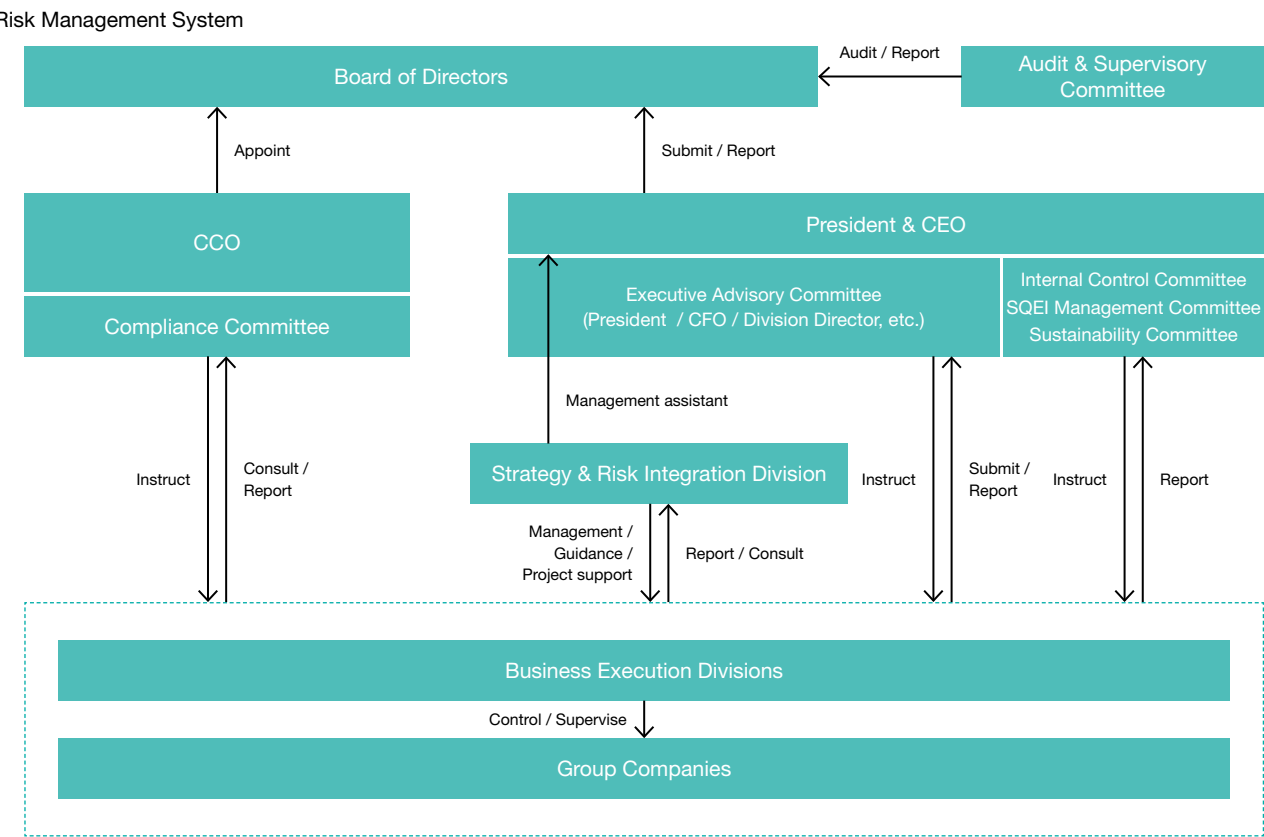 Risk Management System
Board of Directors
Audit / Report
Audit & Supervisory
Committee
Appoint
Submit / Report
CCO
President & CEO
Compliance Committee
Executive Advisory Committee
(President / CFO / Division Director, etc.)
Internal Control Committee
SQEI Management Committee
Sustainability Committee
Management assistant
Instruct
Consult /
Report
Strategy & Risk Integration Division
Instruct
Submit /
Report
Instruct
Report
Management /
Guidance /
Project support
Report / Consult
Business Execution Divisions
Control / Supervise
Group Companies